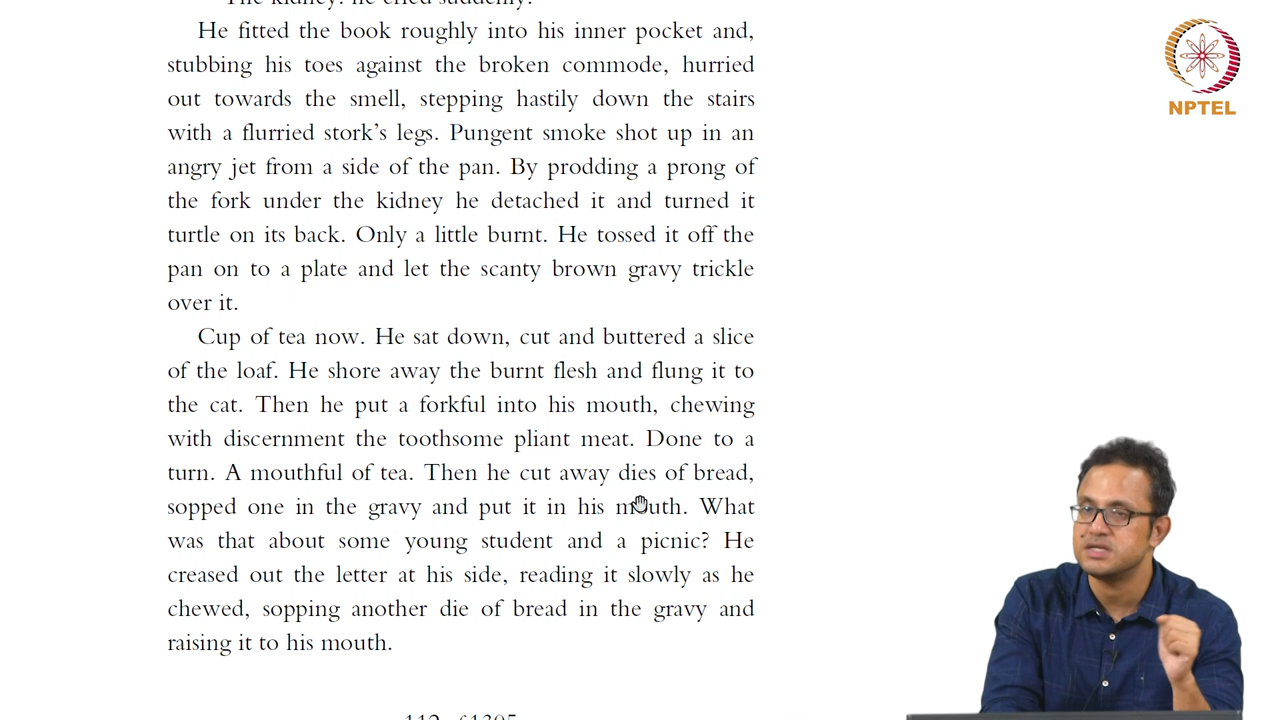 The kidney! he cried suddenly.
He fitted the book roughly into his inner pocket and,
stubbing his toes against the broken commode, hurried
out towards the smell, stepping hastily down the stairs
with a flurried stork's legs. Pungent smoke shot up in an
angry jet from a side of the pan. By prodding a prong of
the fork under the kidney he detached it and turned it
turtle on its back. Only a little burnt. He tossed it off the
pan on to a plate and let the scanty brown gravy trickle
over it.
Cup of tea now. He sat down, cut and buttered a slice
of the loaf. He shore away the burnt flesh and flung it to
the cat. Then he put a forkful into his mouth, chewing
with discernment the toothsome pliant meat. Done to a
turn. A mouthful of tea. Then he cut away dies of bread,
sopped one in the gravy and put it in his mouth. What
was that about some young student and a picnic? He
creased out the letter at his side, reading it slowly as he
chewed, sopping another die of bread in the gravy and
raising it to his mouth.
NPTEL